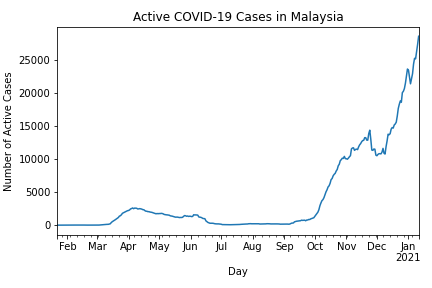 Active COVID-19 Cases in Malaysia
Number of Active Cases
25000
20000
15000
10000
5000
0
Feb Mar Apr May Jun Jul Aug Sep Oct Nov Dec Jan
2021
Day